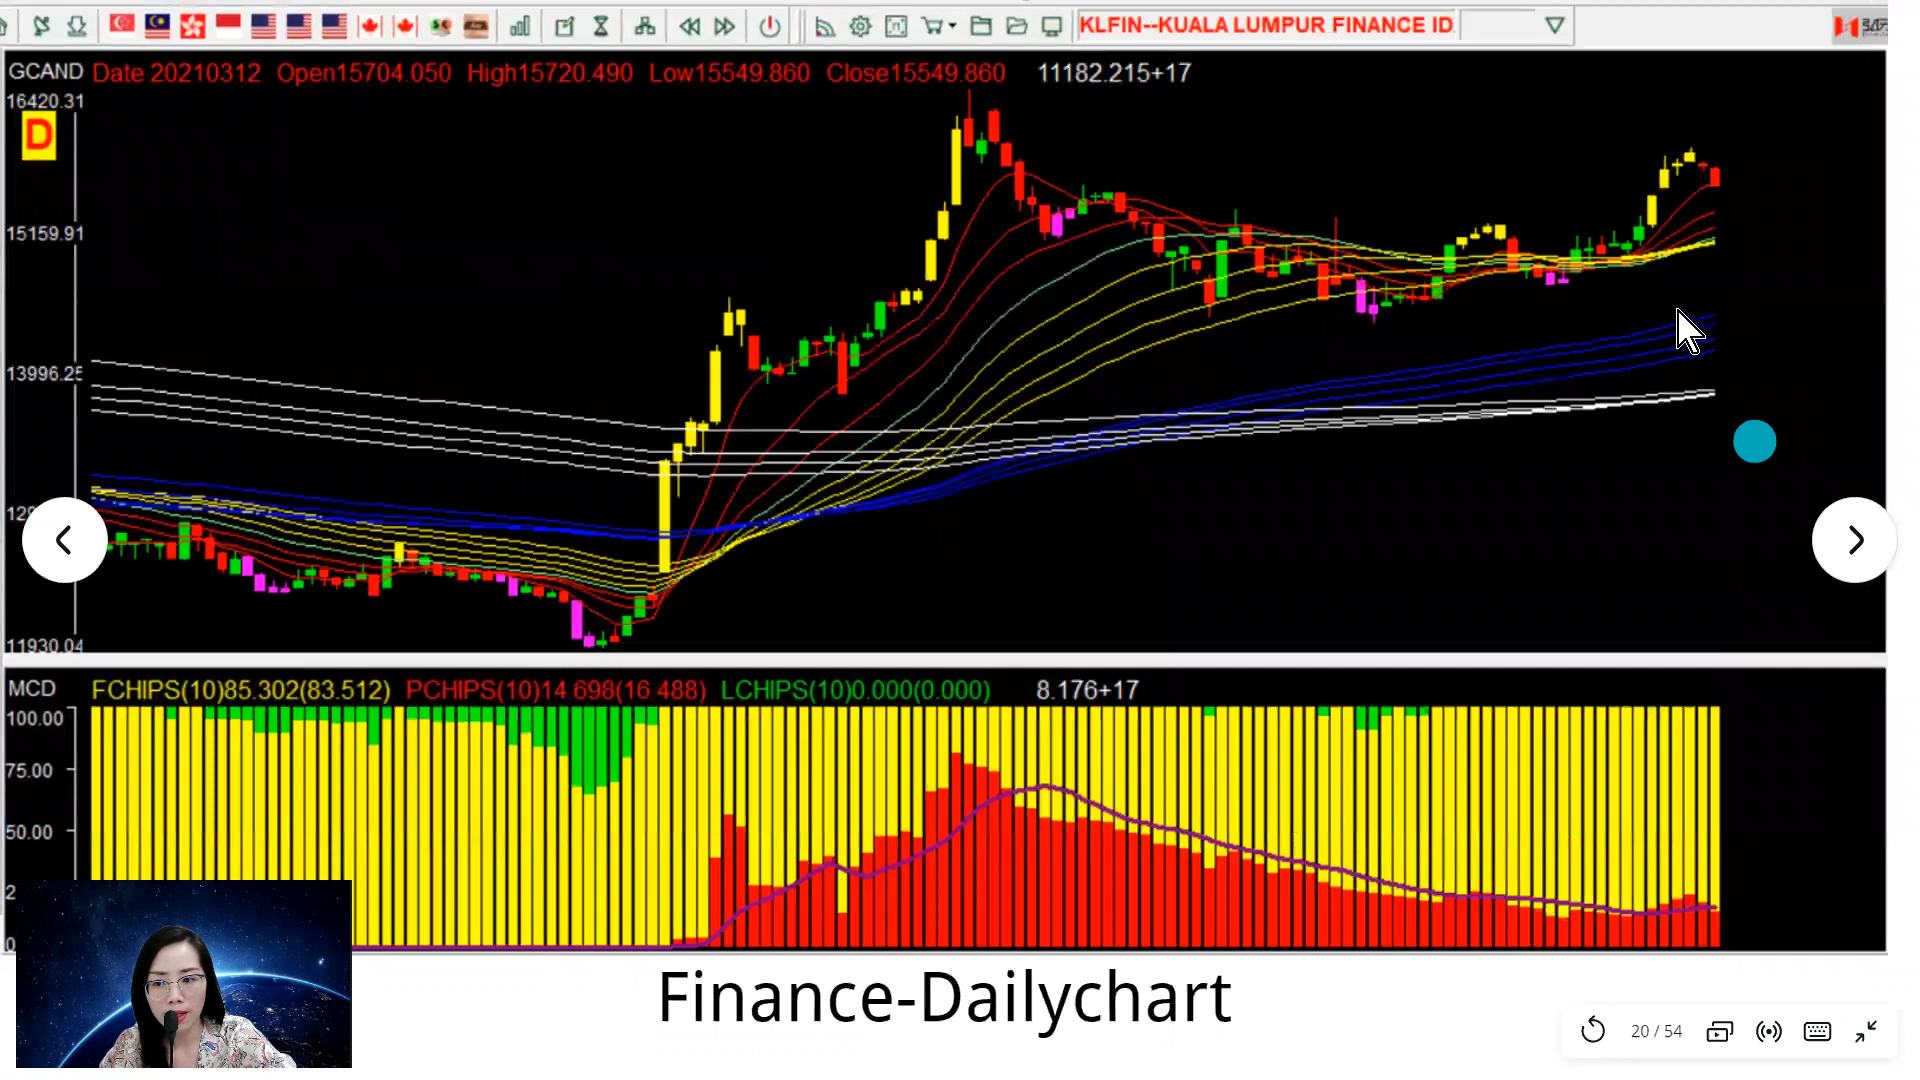 KLFIN--KUALA LUMPUR FINANCE ID
GCAND Date 20210312 Open15704.050 High15720.490 Low15549.860 Close15549.860 11182.215+17
16420.31
D
15159.91
13996.25
11930.04
MCD FCHIPS(10)85.302(83.512) PCHIPS(10)14.698(16.488) LCHIPS(10)0.000(0.000) 8.176+17
100.00
75.00
50.00
2
0
Finance-Dailychart
20 / 54